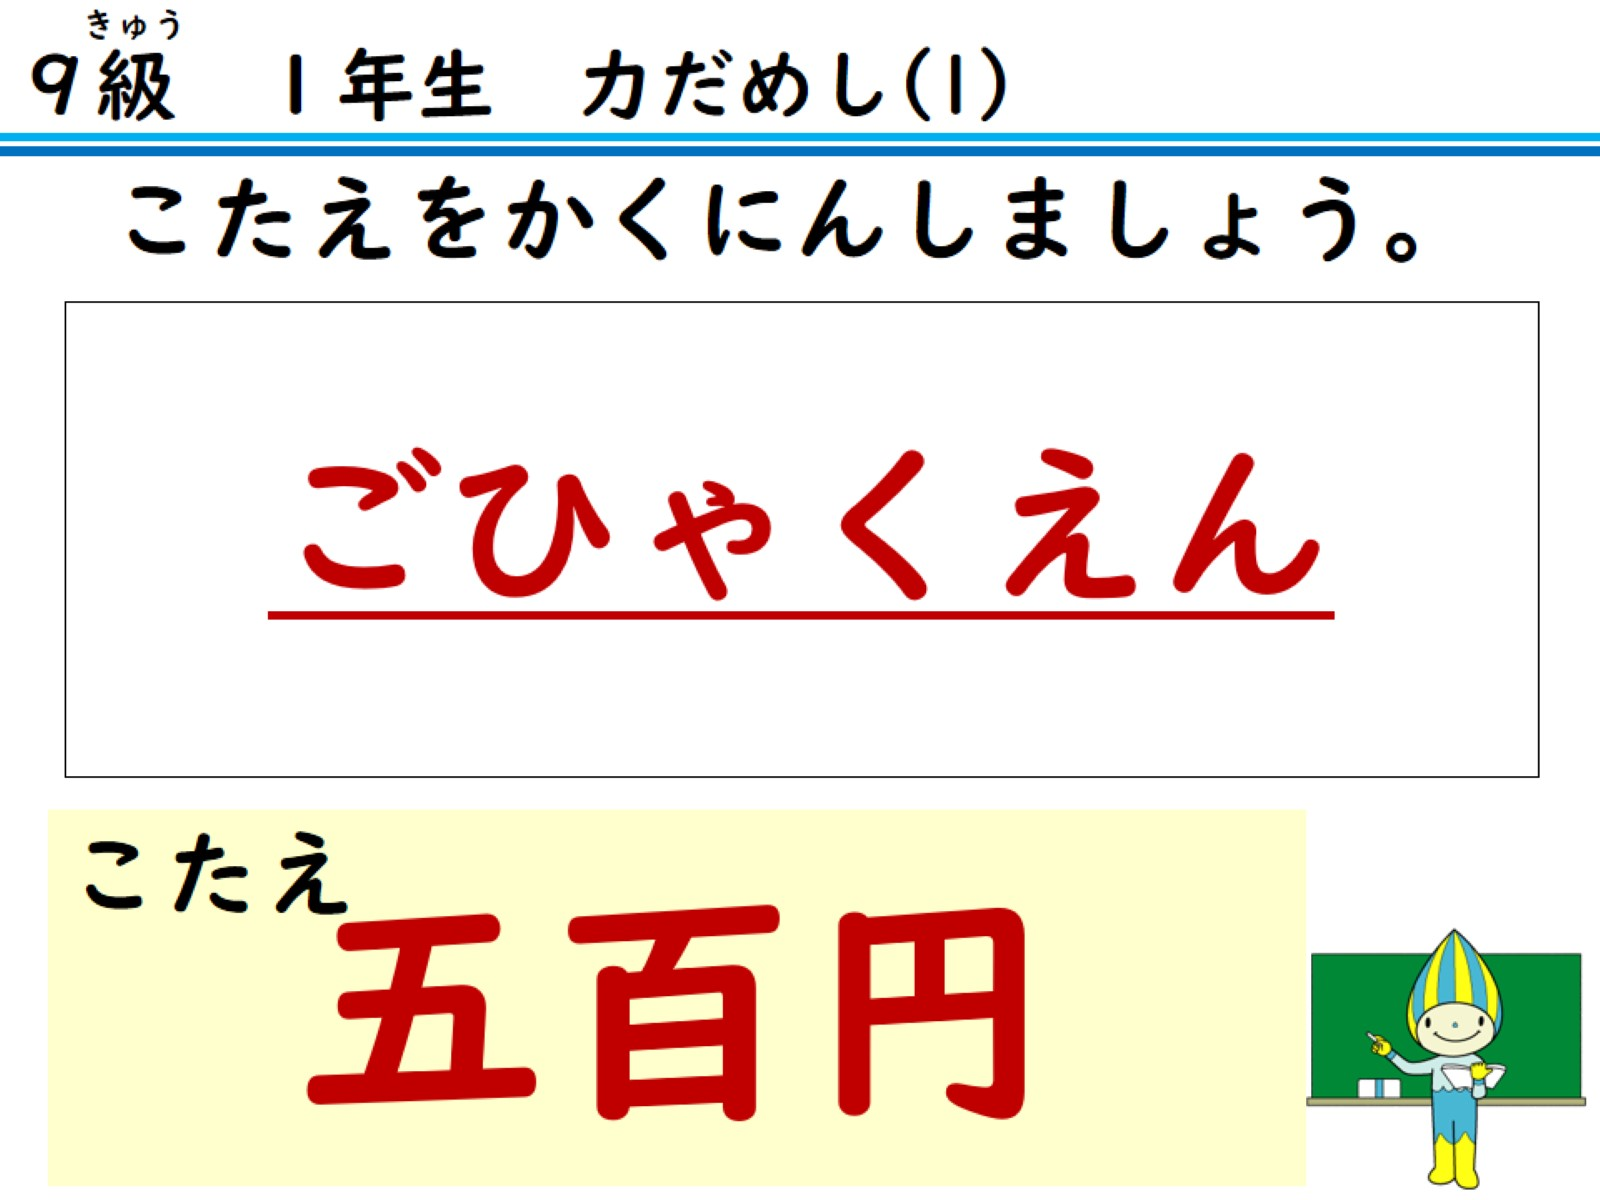 きゅう
９級　１年生　力だめし(１)
こたえをかくにんしましょう。
ごひゃくえん
こたえ
五百円